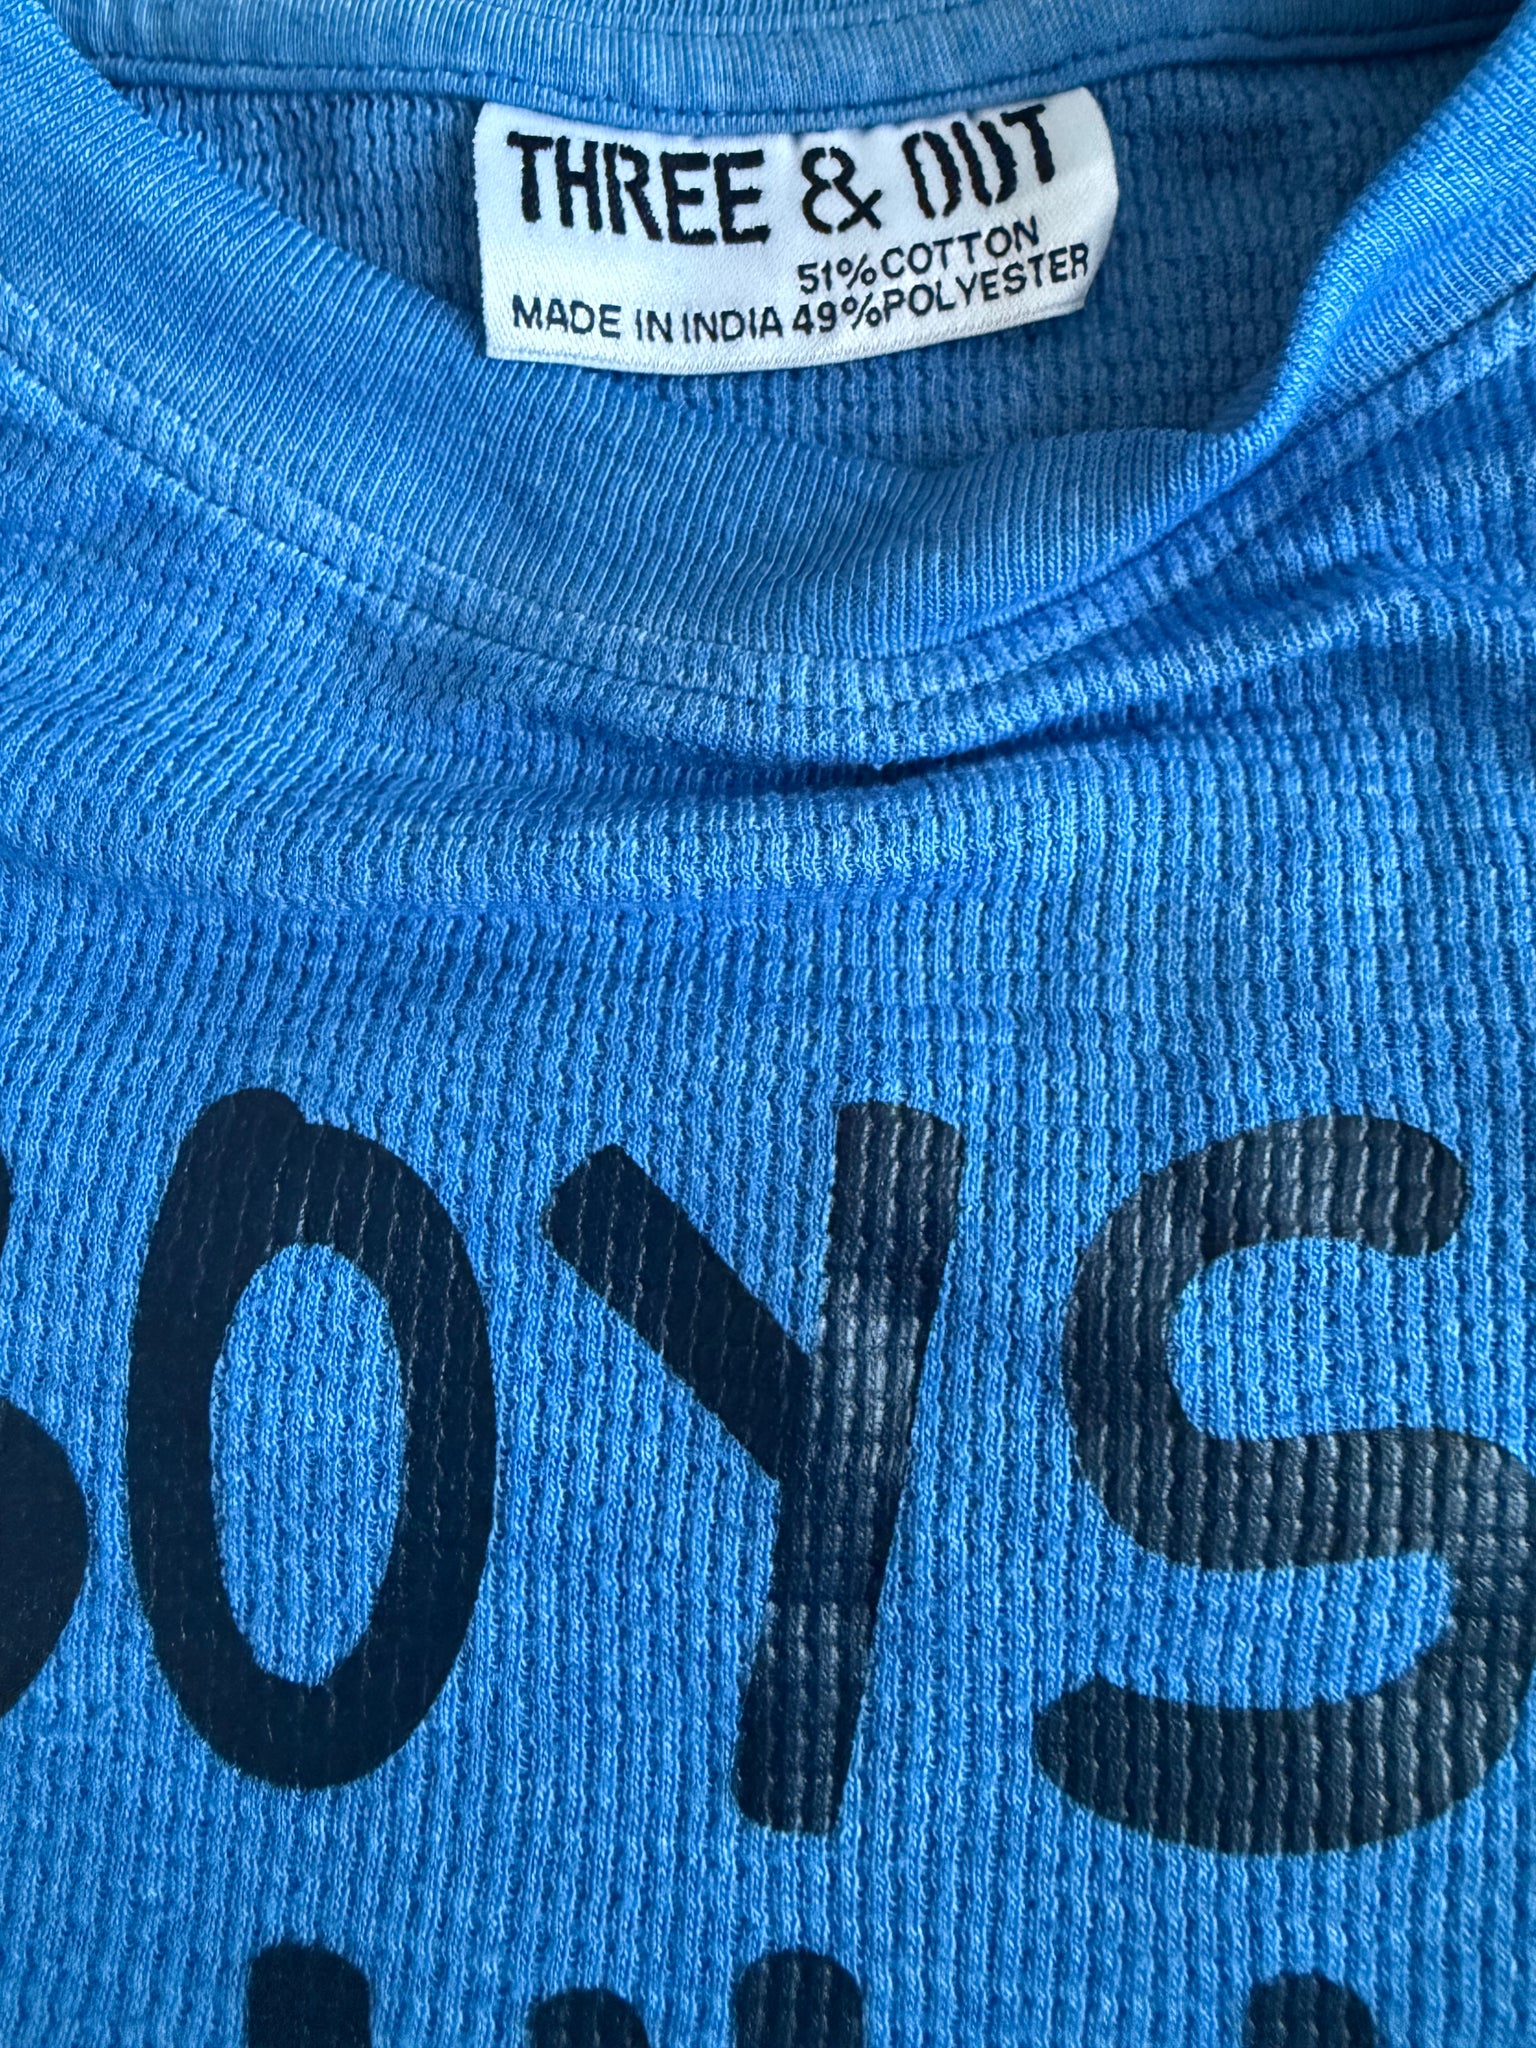 THREE & OUT
51% COTTON
MADE IN INDIA 49% POLYESTER
BOYS